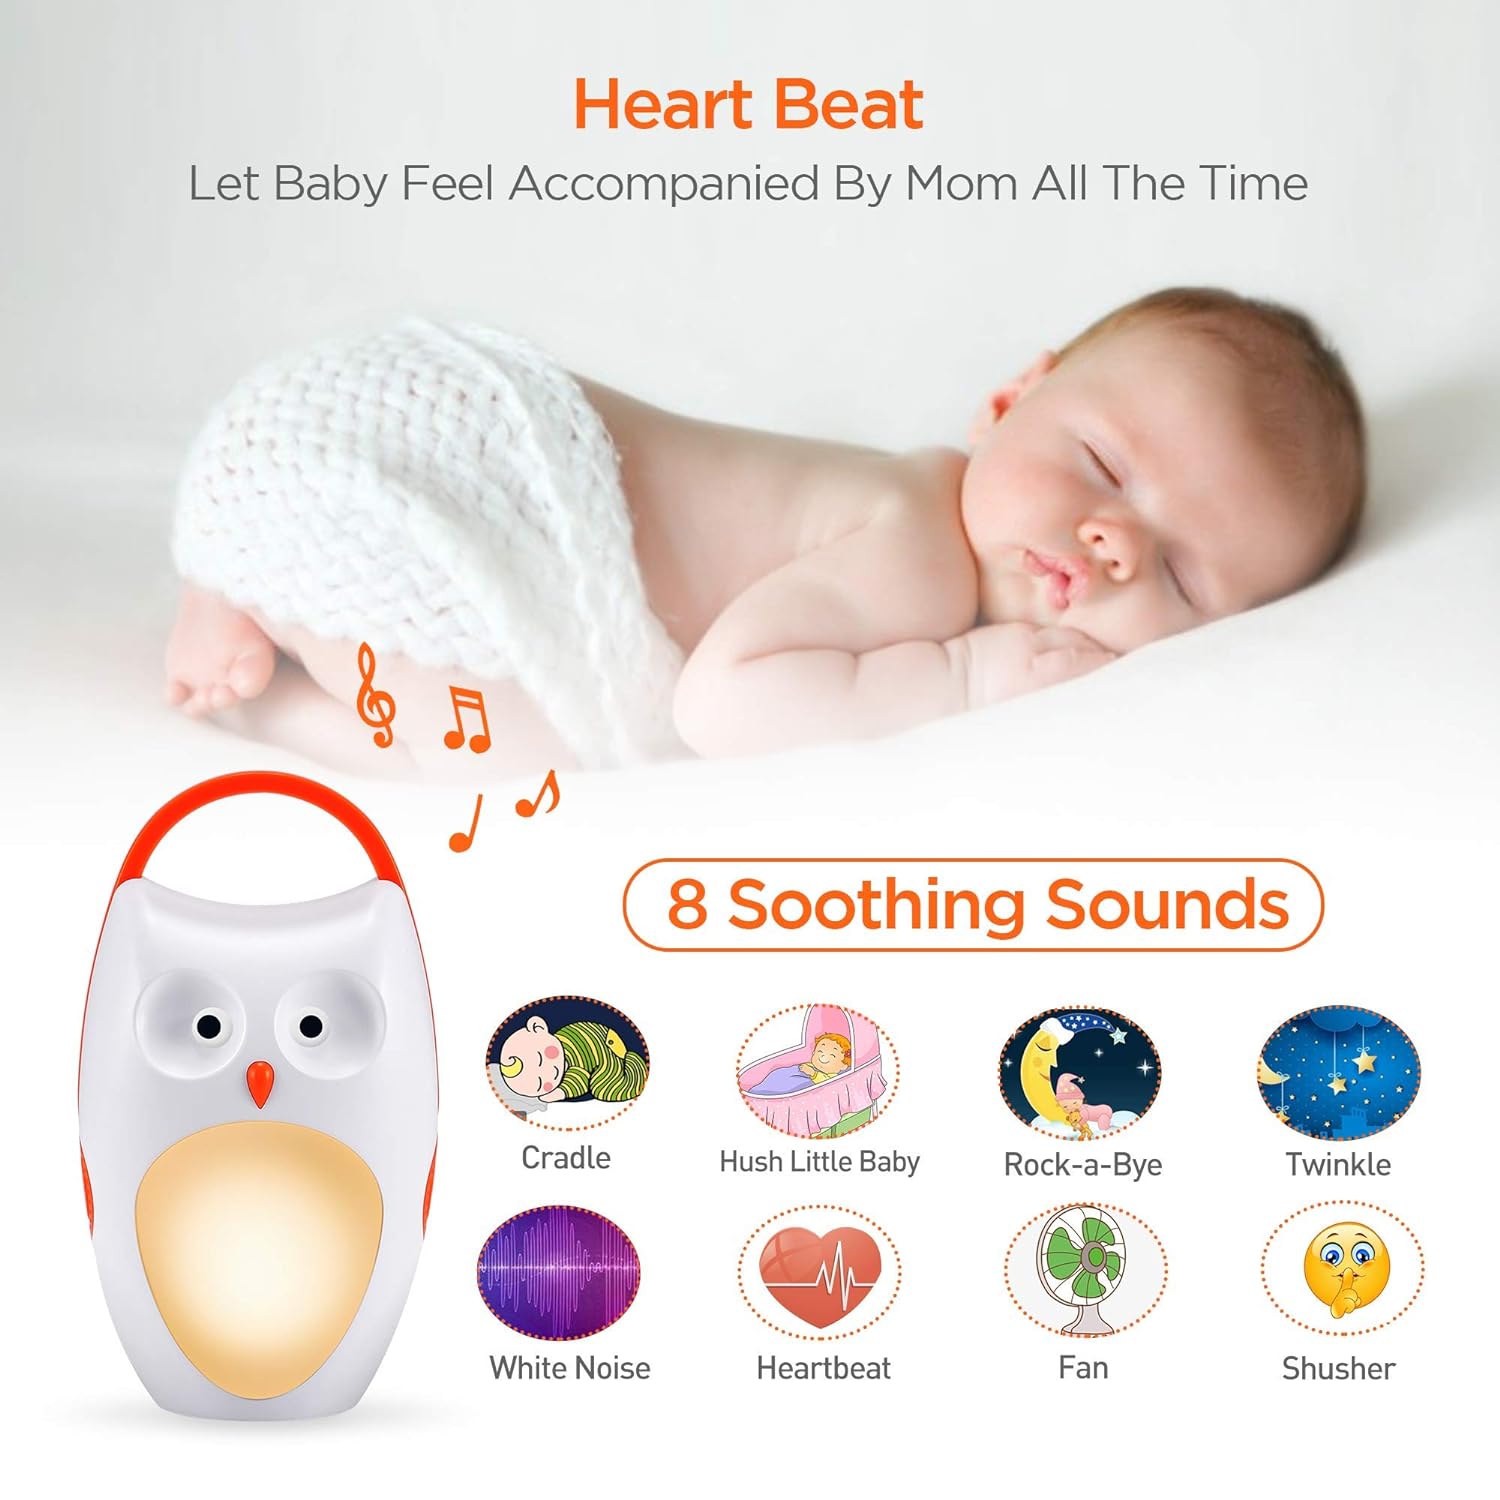 Heart Beat
Let Baby Feel Accompanied By Mom All The Time
8 Soothing Sounds
Cradle
Hush Little Baby
Rock-a-Bye
Twinkle
White Noise
Heartbeat
Fan
Shusher